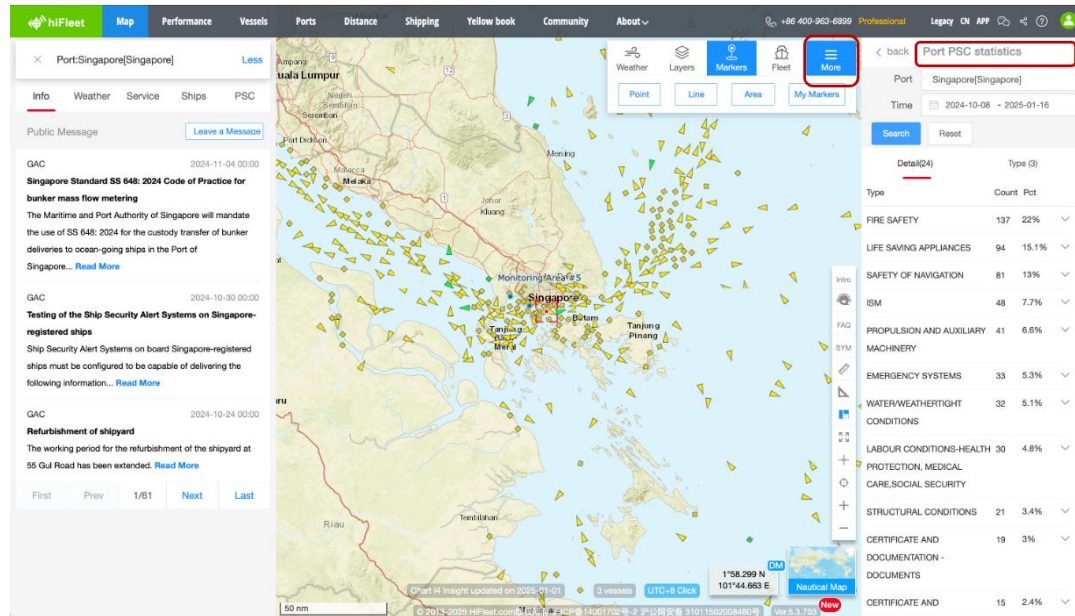 hiFleet
Map
Performance
Vessels
Ports
Distance
Shipping
Yellow book
Community
About
+86 400-963-6899
Professional
Legacy CN APP
Port:Singapore[Singapore]
Less
Info
Weather
Service
Ships
PSC
Public Message
Leave a Message
GAC
2024-11-04 00:00
Singapore Standard SS 648: 2024 Code of Practice for
bunker mass flow metering
The Maritime and Port Authority of Singapore will mandate
the use of SS 648: 2024 for the custody transfer of bunker
deliveries to ocean-going ships in the Port of
Singapore... Read More
GAC
2024-10-30 00:00
Testing of the Ship Security Alert Systems on Singapore-
registered ships
Ship Security Alert Systems on board Singapore-registered
ships must be configured to be capable of delivering the
following information... Read More
GAC
2024-10-24 00:00
Refurbishment of shipyard
The working period for the refurbishment of the shipyard at
55 Gul Road has been extended. Read More
First
Prev
1/61
Next
Last
Ampang
uala Lumpur
Negeri
Sembilan
Seremban
Port Dickson
Malacca
Melaka
Johor
Kluang
Mersing
Monitoring Area #5
Singapore
Batam
Tanjung
Pinang
Riau
Tembilahan
50 nm
Weather
Layers
Markers
Fleet
More
Point
Line
Area
My Markers
Intro
FAQ
SYM
DM
1°58.299 N
101°44.663 E
Nautical Map
Chart I4 Insight updated on 2025-01-01
3 vessels
UTC+8 Click
Ver.5.3.703
New
back
Port PSC statistics
Port
Singapore[Singapore]
Time
2024-10-08 - 2025-01-16
Search
Reset
Detail(24)
Type (3)
Type Count Pct
FIRE SAFETY 137 22%
LIFE SAVING APPLIANCES 94 15.1%
SAFETY OF NAVIGATION 81 13%
ISM 48 7.7%
PROPULSION AND AUXILIARY 41 6.6%
MACHINERY
EMERGENCY SYSTEMS 33 5.3%
WATER/WEATHERTIGHT 32 5.1%
CONDITIONS
LABOUR CONDITIONS-HEALTH 30 4.8%
PROTECTION, MEDICAL
CARE,SOCIAL SECURITY
STRUCTURAL CONDITIONS 21 3.4%
CERTIFICATE AND 19 3%
DOCUMENTATION -
DOCUMENTS
CERTIFICATE AND 15 2.4%